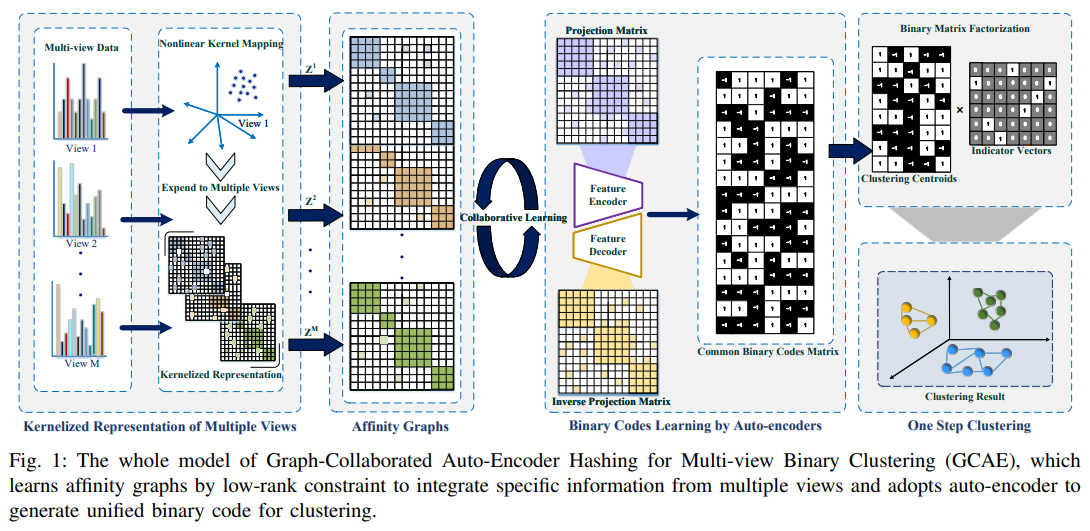 Multi-view Data
View 1
View 2
View M
Nonlinear Kernel Mapping
View 1
Expend to Multiple Views
Kernelized Representation
Kernelized Representation of Multiple Views
Z1
Z2
ZM
Affinity Graphs
Collaborative Learning
Projection Matrix
Feature
Encoder
Feature
Decoder
Inverse Projection Matrix
Common Binary Codes Matrix
Binary Codes Learning by Auto-encoders
Binary Matrix Factorization
×
Indicator Vectors
Clustering Centroids
Clustering Result
One Step Clustering
Fig. 1: The whole model of Graph-Collaborated Auto-Encoder Hashing for Multi-view Binary Clustering (GCAE), which
learns affinity graphs by low-rank constraint to integrate specific information from multiple views and adopts auto-encoder to
generate unified binary code for clustering.